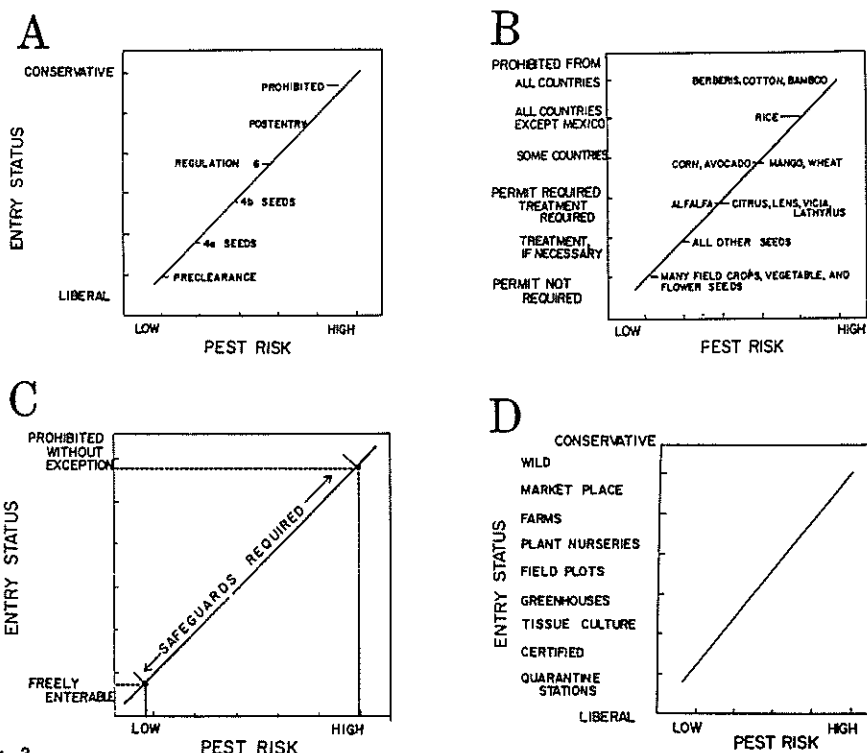 A
CONSERVATIVE
ENTRY STATUS
PROHIBITED
POSTENTRY
REGULATION 6
4b SEEDS
4a SEEDS
PRECLEARANCE
LIBERAL
LOW HIGH
PEST RISK
B
PROHIBITED FROM
ALL COUNTRIES
ALL COUNTRIES
EXCEPT MEXICO
SOME COUNTRIES
PERMIT REQUIRED
TREATMENT
REQUIRED
TREATMENT,
IF NECESSARY
PERMIT NOT
REQUIRED
BERBERIS, COTTON, BAMBOO
RICE
CORN, AVOCADO MANGO, WHEAT
ALFALFA CITRUS, LENS, VICIA,
LATHYRUS
ALL OTHER SEEDS
MANY FIELD CROPS, VEGETABLE, AND
FLOWER SEEDS
LOW HIGH
PEST RISK
C
PROHIBITED
WITHOUT
EXCEPTION
ENTRY STATUS
SAFEGUARDS REQUIRED
FREELY
ENTERABLE
LOW HIGH
PEST RISK
D
CONSERVATIVE
ENTRY STATUS
WILD
MARKET PLACE
FARMS
PLANT NURSERIES
FIELD PLOTS
GREENHOUSES
TISSUE CULTURE
CERTIFIED
QUARANTINE
STATIONS
LIBERAL
LOW HIGH
PEST RISK